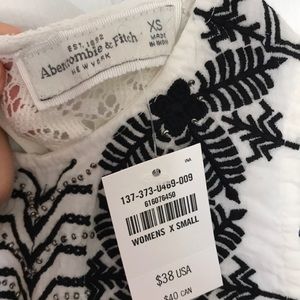 EST. 1892
Abercrombie & Fitch
NEW YORK
XS
MADE
IN INDIA
137-373-0469-009
616076450
WOMENS X SMALL
$38 USA
$40 CAN